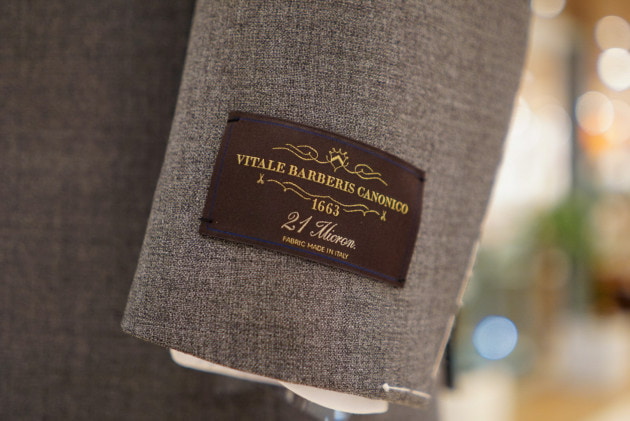 VITALE BARBERIS CANONICO
1663
21 Micron.
FABRIC MADE IN ITALY